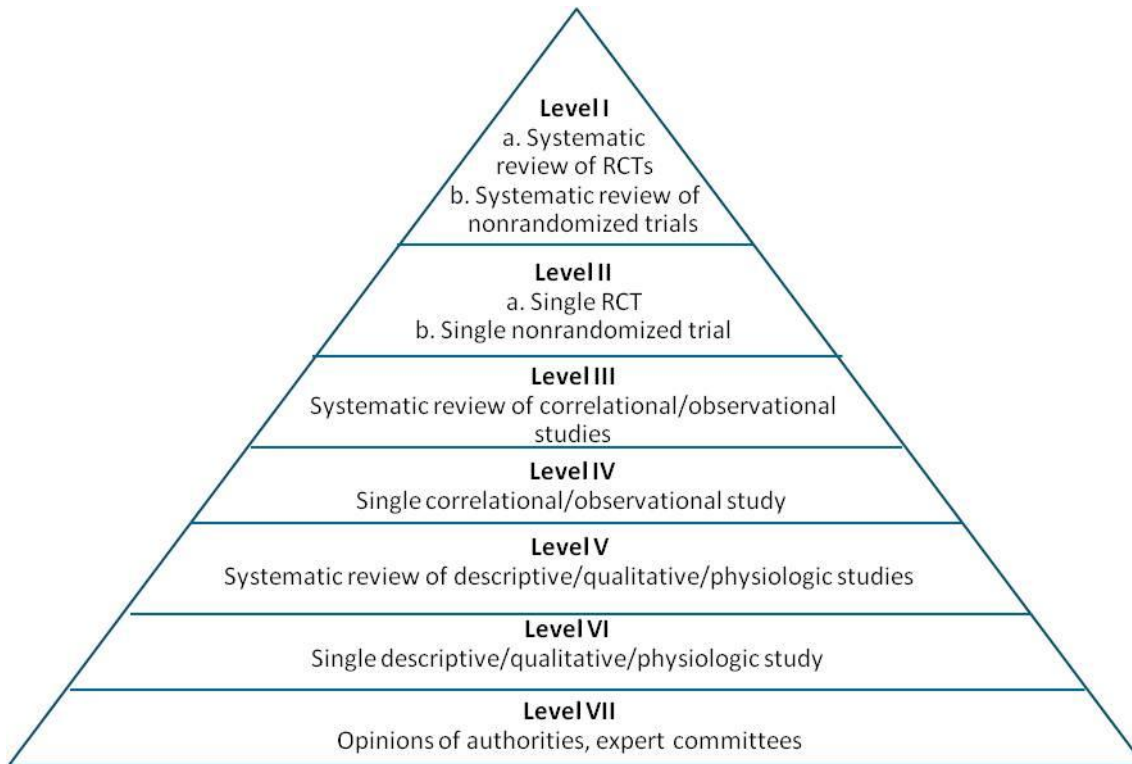 Level I
a. Systematic
review of RCTs
b. Systematic review of
nonrandomized trials
Level II
a. Single RCT
b. Single nonrandomized trial
Level III
Systematic review of correlational/observational
studies
Level IV
Single correlational/observational study
Level V
Systematic review of descriptive/qualitative/physiologic studies
Level VI
Single descriptive/qualitative/physiologic study
Level VII
Opinions of authorities, expert committees